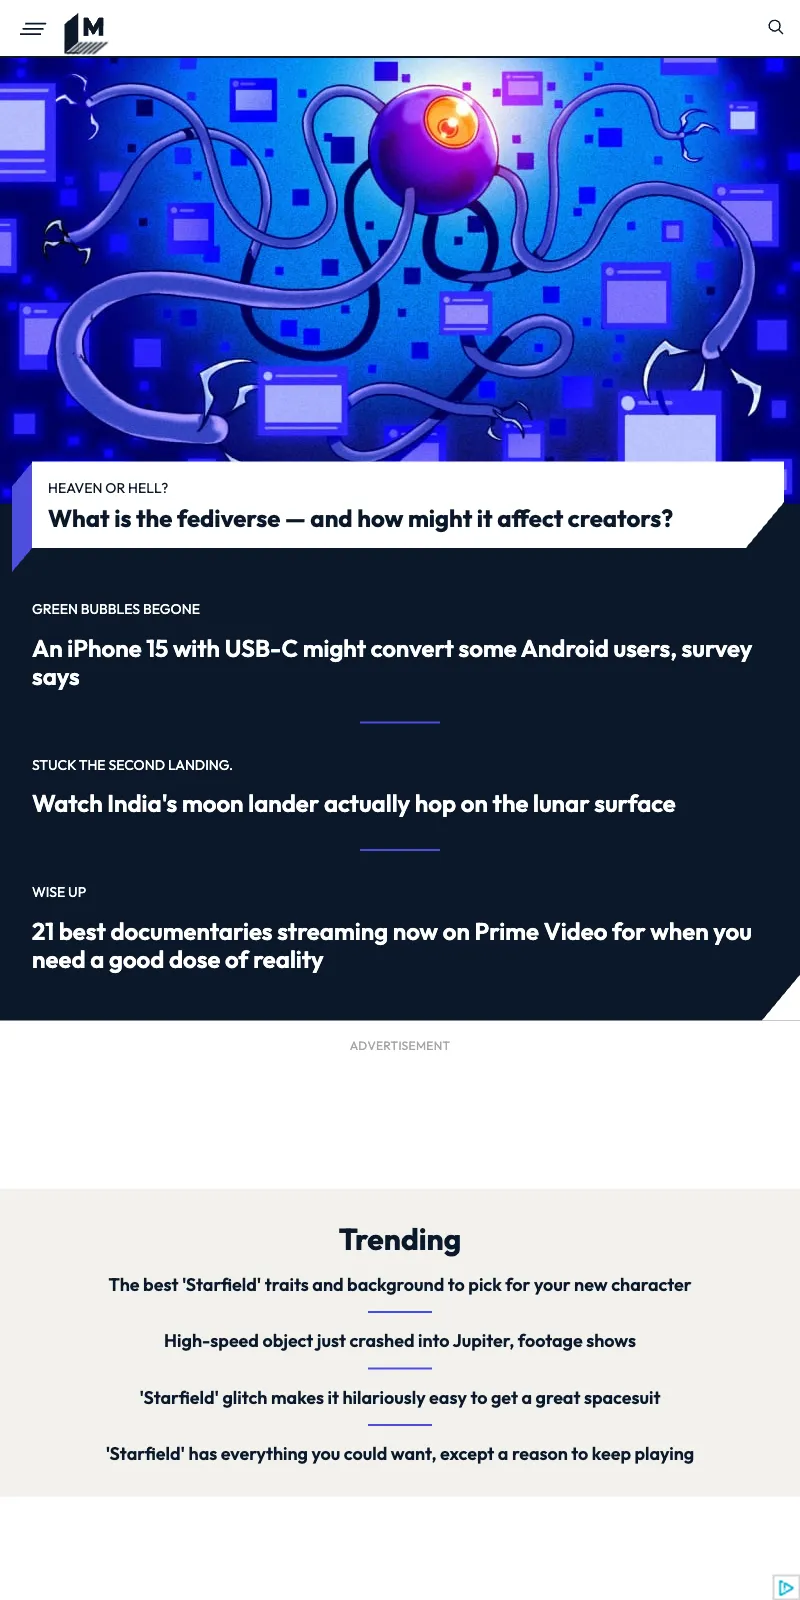 M
HEAVEN OR HELL?
What is the fediverse — and how might it affect creators?
GREEN BUBBLES BEGONE
An iPhone 15 with USB-C might convert some Android users, survey
says
STUCK THE SECOND LANDING.
Watch India's moon lander actually hop on the lunar surface
WISE UP
21 best documentaries streaming now on Prime Video for when you
need a good dose of reality
ADVERTISEMENT
Trending
The best 'Starfield' traits and background to pick for your new character
High-speed object just crashed into Jupiter, footage shows
'Starfield' glitch makes it hilariously easy to get a great spacesuit
'Starfield' has everything you could want, except a reason to keep playing